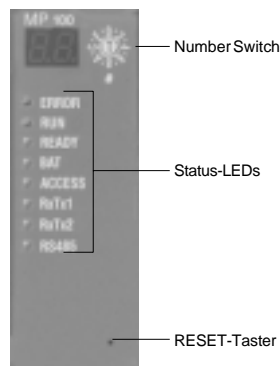 MP 100
Number Switch
ERROR
RUN
READY
BAT
ACCESS
RxTx1
RxTx2
RS485
Status-LEDs
RESET-Taster